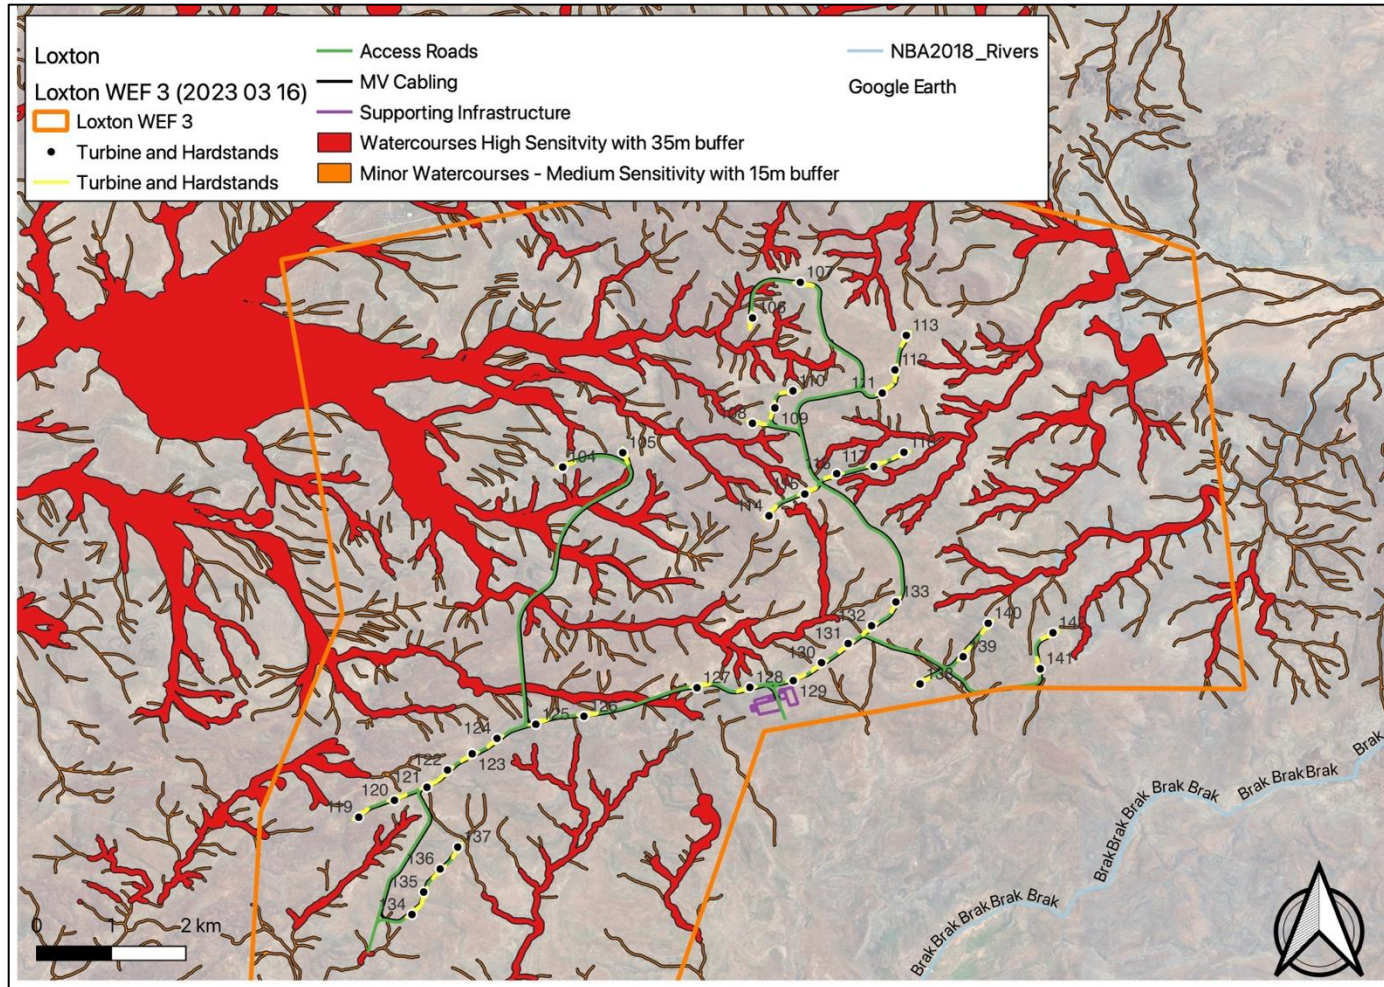 Loxton
Loxton WEF 3 (2023 03 16)
Loxton WEF 3
Turbine and Hardstands
Turbine and Hardstands
Access Roads
MV Cabling
Supporting Infrastructure
Watercourses High Sensitvity with 35m buffer
Minor Watercourses - Medium Sensitivity with 15m buffer
NBA2018_Rivers
Google Earth
107
106
113
112
110
111
108
109
105
104
118
117
116
115
114
133
132
140
131
142
139
130
141
138
128
129
127
126
125
124
123
122
121
120
119
137
136
135
134
Brak
Brak Brak Brak
Brak Brak Brak Brak Brak
Brak Brak Brak Brak Brak
0 1 2 km